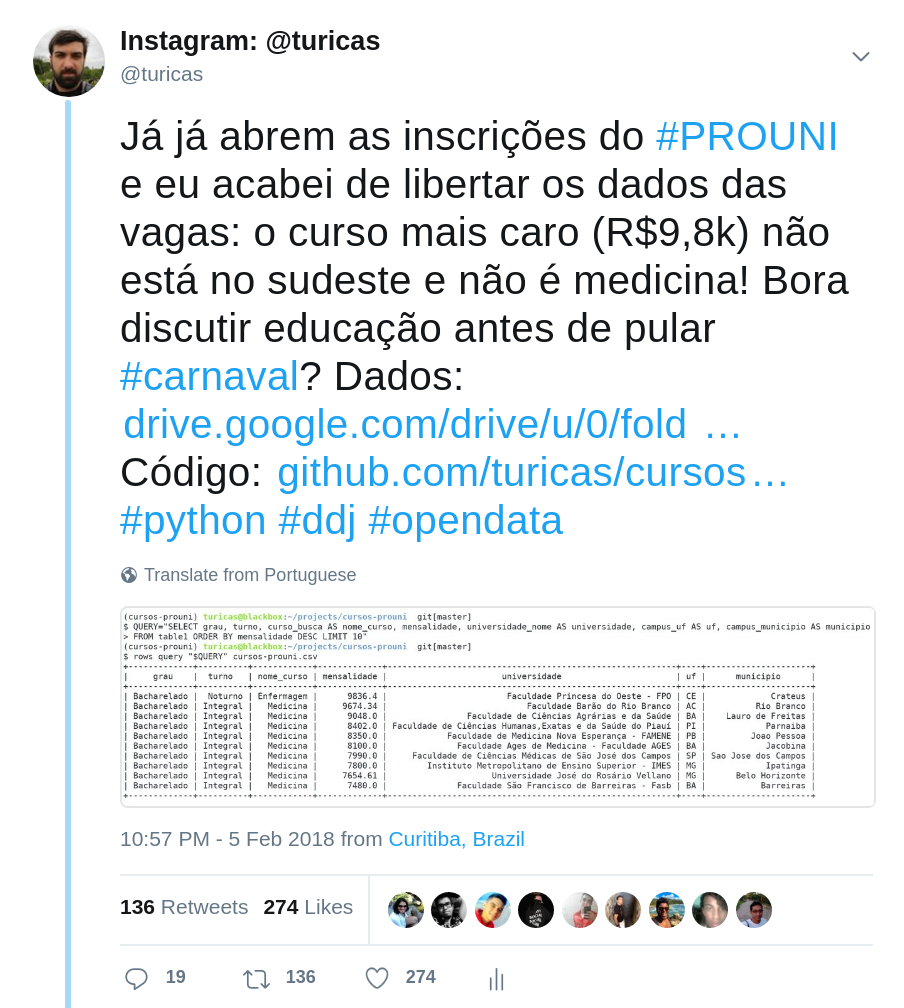 Instagram: @turicas
@turicas
Já já abrem as inscrições do #PROUNI
e eu acabei de libertar os dados das
vagas: o curso mais caro (R$9,8k) não
está no sudeste e não é medicina! Bora
discutir educação antes de pular
#carnaval? Dados:
drive.google.com/drive/u/0/fold …
Código: github.com/turicas/cursos…
#python #ddj #opendata
Translate from Portuguese
(cursos-prouni) turicas@blackbox:~/projects/cursos-prouni git[master]
$ QUERY="SELECT grau, turno, curso_busca AS nome_curso, mensalidade, universidade_nome AS universidade, campus_uf AS uf, campus_municipio AS municipio
> FROM table1 ORDER BY mensalidade DESC LIMIT 10"
(cursos-prouni) turicas@blackbox:~/projects/cursos-prouni git[master]
$ rows query "$QUERY" cursos-prouni.csv
| grau | turno | nome_curso | mensalidade | universidade | uf | municipio |
| Bacharelado | Noturno | Enfermagem | 9836.4 | Faculdade Princesa do Oeste - FPO | CE | Crateus |
| Bacharelado | Integral | Medicina | 9674.34 | Faculdade Barão do Rio Branco | AC | Rio Branco |
| Bacharelado | Integral | Medicina | 9048.0 | Faculdade de Ciências Agrárias e da Saúde | BA | Lauro de Freitas |
| Bacharelado | Integral | Medicina | 8402.0 | Faculdade de Ciências Humanas,Exatas e da Saúde do Piauí | PI | Parnaiba |
| Bacharelado | Integral | Medicina | 8350.0 | Faculdade de Medicina Nova Esperança - FAMENE | PB | Joao Pessoa |
| Bacharelado | Integral | Medicina | 8100.0 | Faculdade Ages de Medicina - Faculdade AGES | BA | Jacobina |
| Bacharelado | Integral | Medicina | 7990.0 | Faculdade de Ciências Médicas de São José dos Campos | SP | Sao Jose dos Campos |
| Bacharelado | Integral | Medicina | 7800.0 | Instituto Metropolitano de Ensino Superior - IMES | MG | Ipatinga |
| Bacharelado | Integral | Medicina | 7654.61 | Universidade José do Rosário Vellano | MG | Belo Horizonte |
| Bacharelado | Integral | Medicina | 7480.0 | Faculdade São Francisco de Barreiras - Fasb | BA | Barreiras |
10:57 PM - 5 Feb 2018 from Curitiba, Brazil
136 Retweets 274 Likes
19 136 274